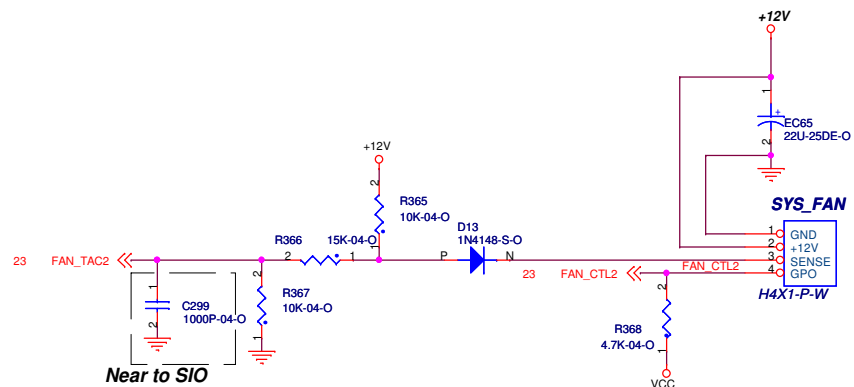 +12V
1
+
EC65
22U-25DE-O
2
+12V
2
R365
10K-04-O
1
SYS_FAN
D13
1N4148-S-O
R366
15K-04-O
23
FAN_TAC2
2
1
P
N
1
GND
2
+12V
3
SENSE
4
GPO
23
FAN_CTL2
FAN_CTL2
H4X1-P-W
1
C299
1000P-04-O
2
2
R367
10K-04-O
1
2
R368
4.7K-04-O
1
Near to SIO
VCC